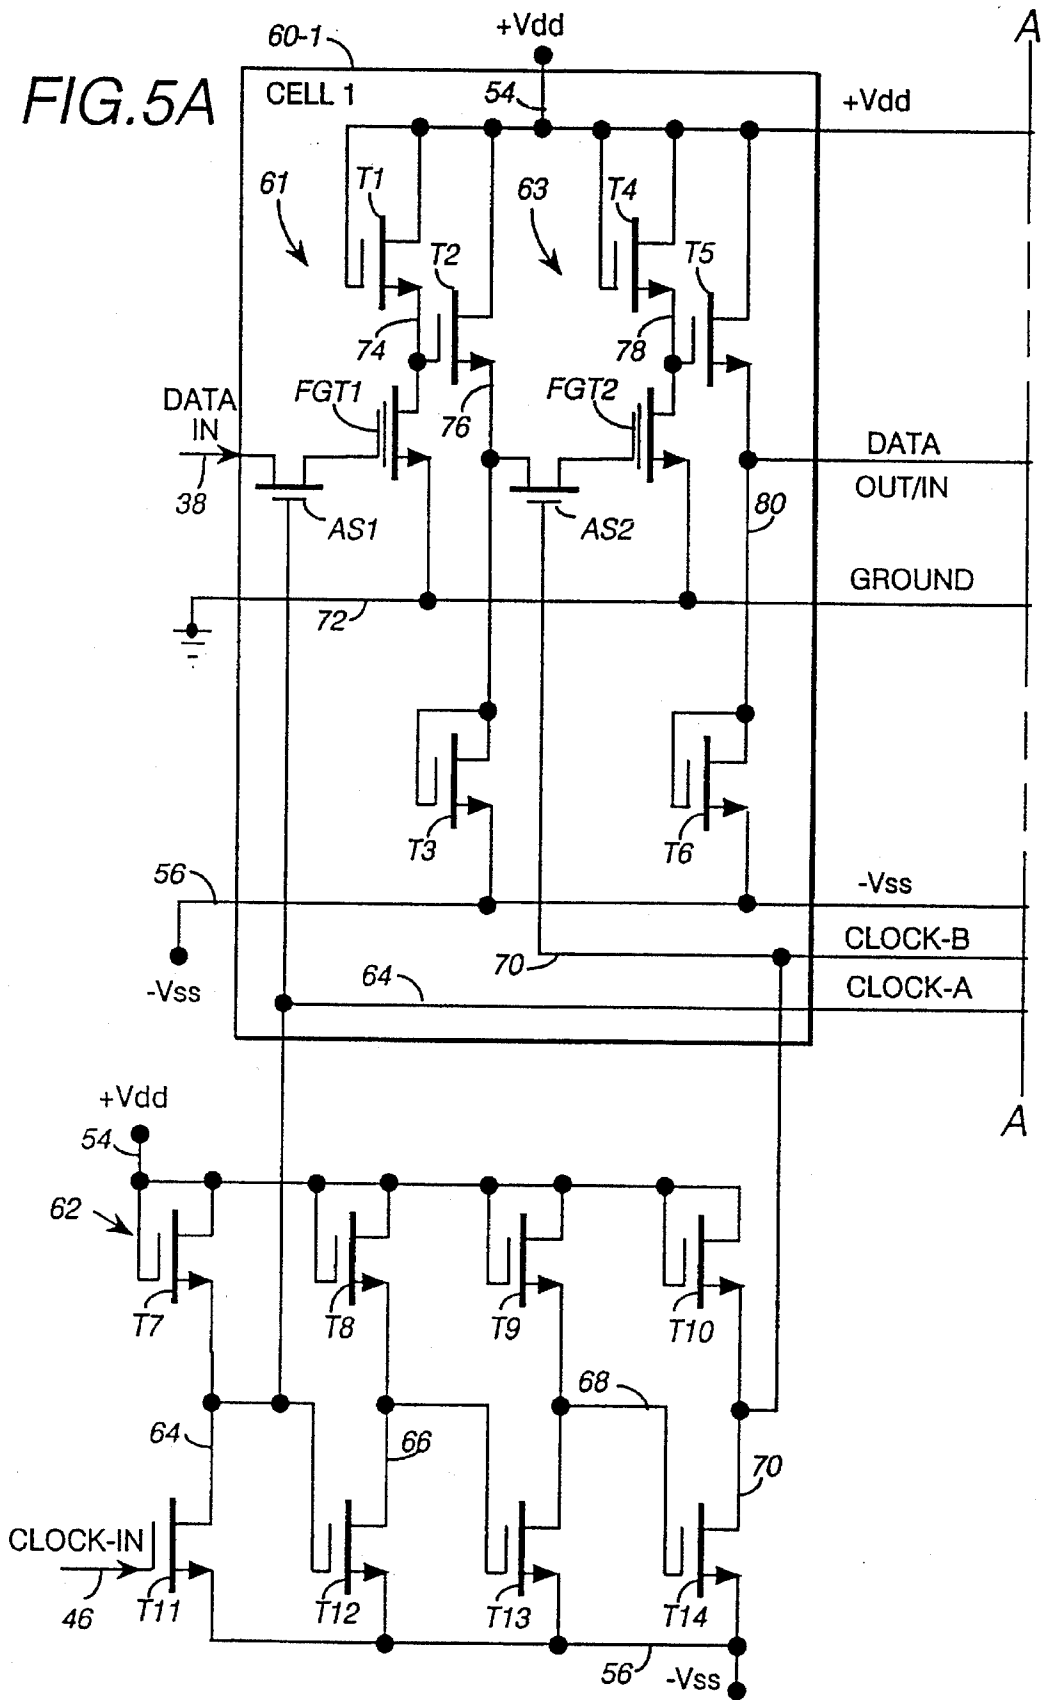 FIG.5A
60-1
+Vdd
A
CELL 1
54
+Vdd
61
T1
63
T4
T2
T5
74
78
FGT1
76
FGT2
DATA
IN
38
AS1
AS2
DATA
OUT/IN
80
GROUND
72
T3
T6
56
-Vss
-Vss
70
CLOCK-B
64
CLOCK-A
A
+Vdd
54
62
T7
T8
T9
T10
64
66
68
70
CLOCK-IN
46
T11
T12
T13
T14
56
-Vss